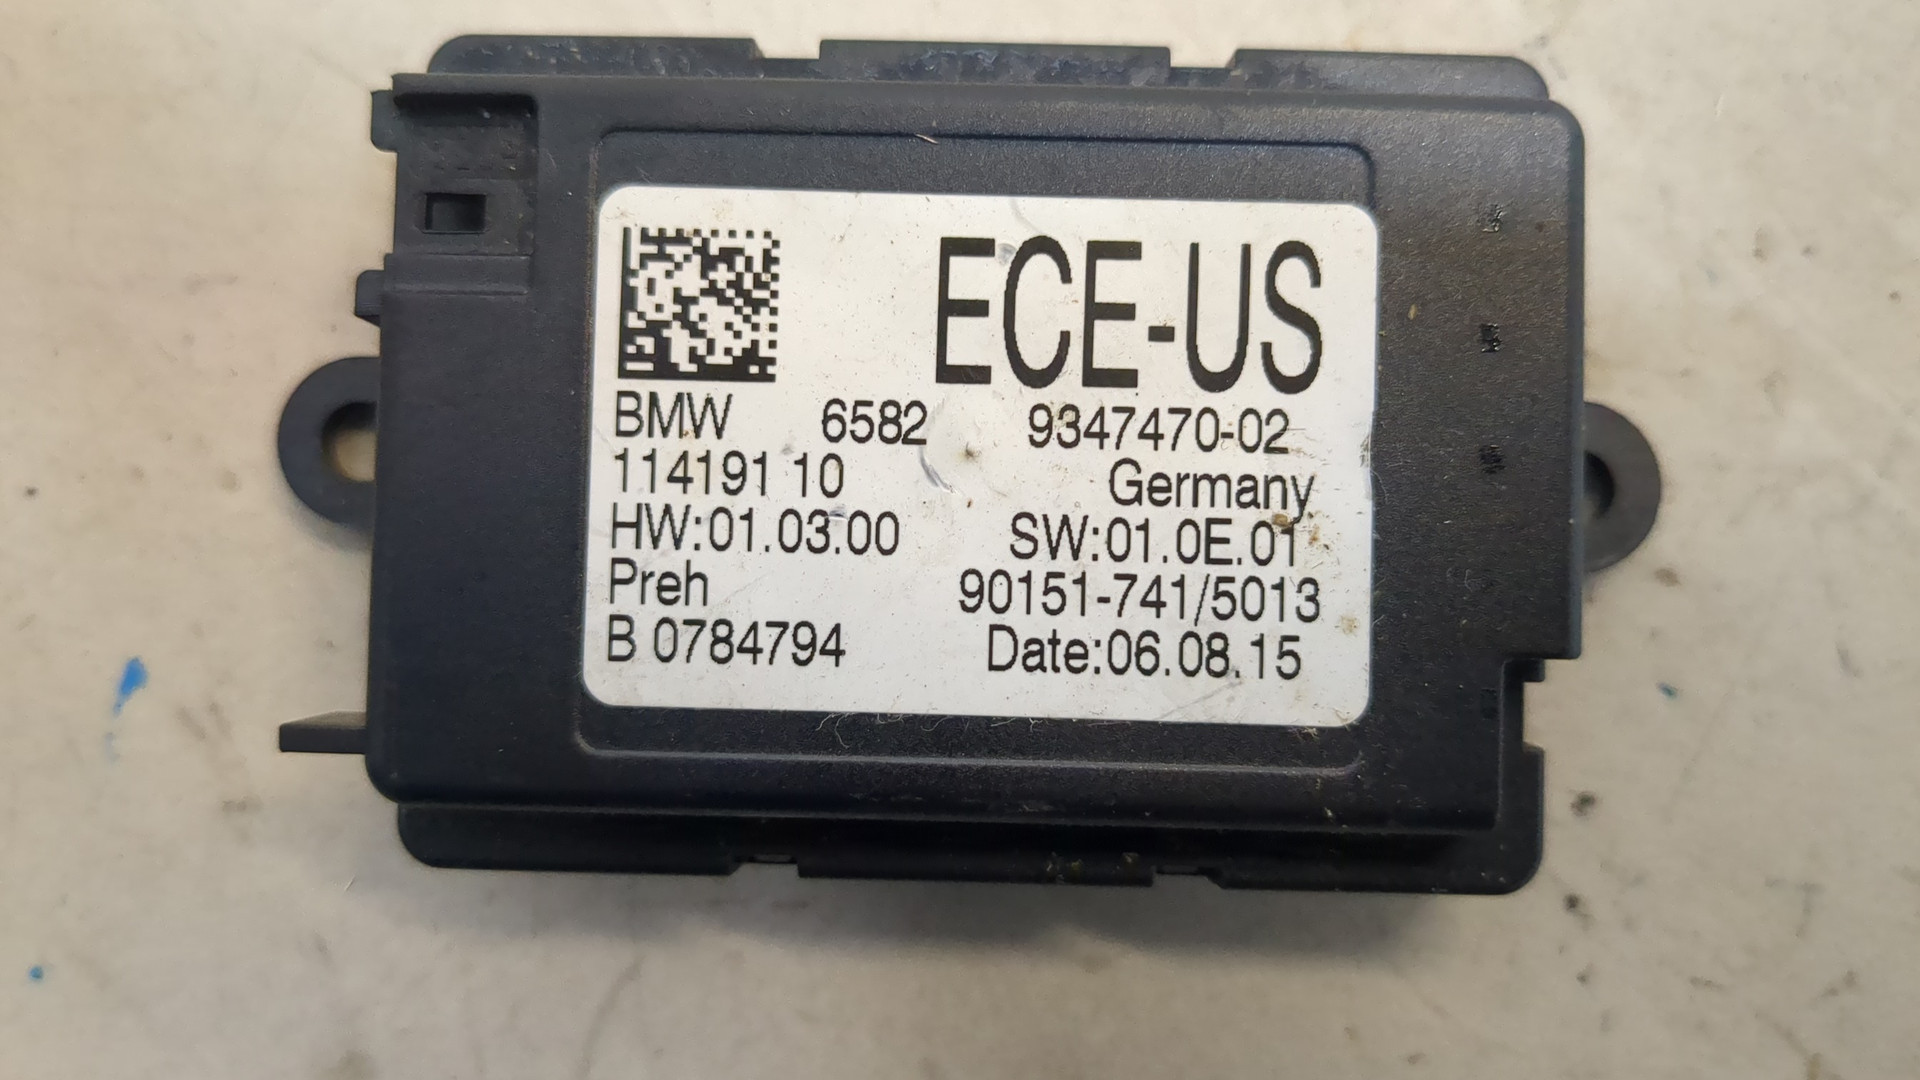 ECE-US
BMW 6582 9347470-02
114191 10 Germany
HW:01.03.00 SW:01.0E.01
Preh 90151-741/5013
B 0784794 Date:06.08.15